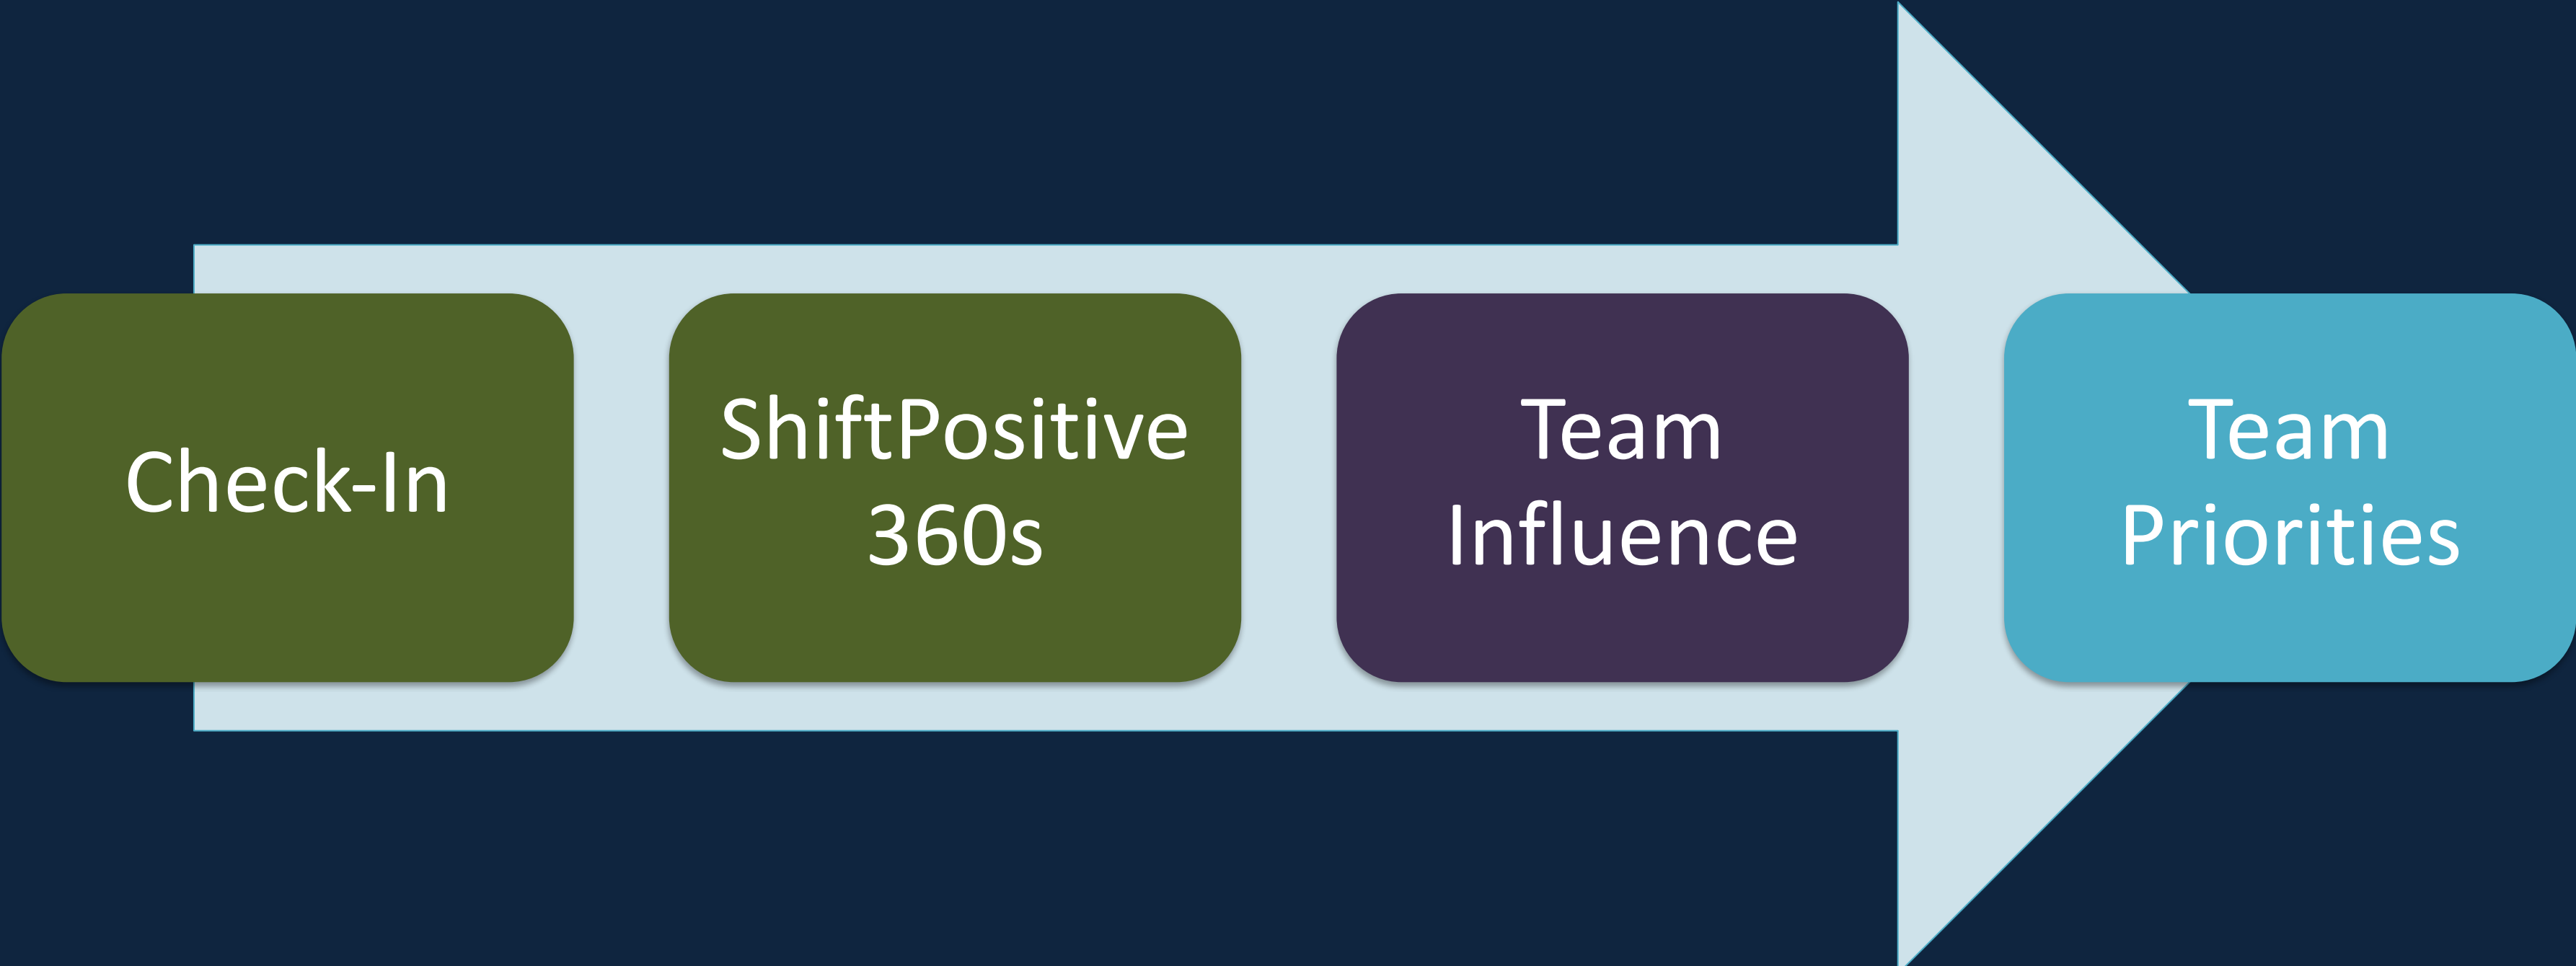 Check-In
ShiftPositive
360s
Team
Influence
Team
Priorities